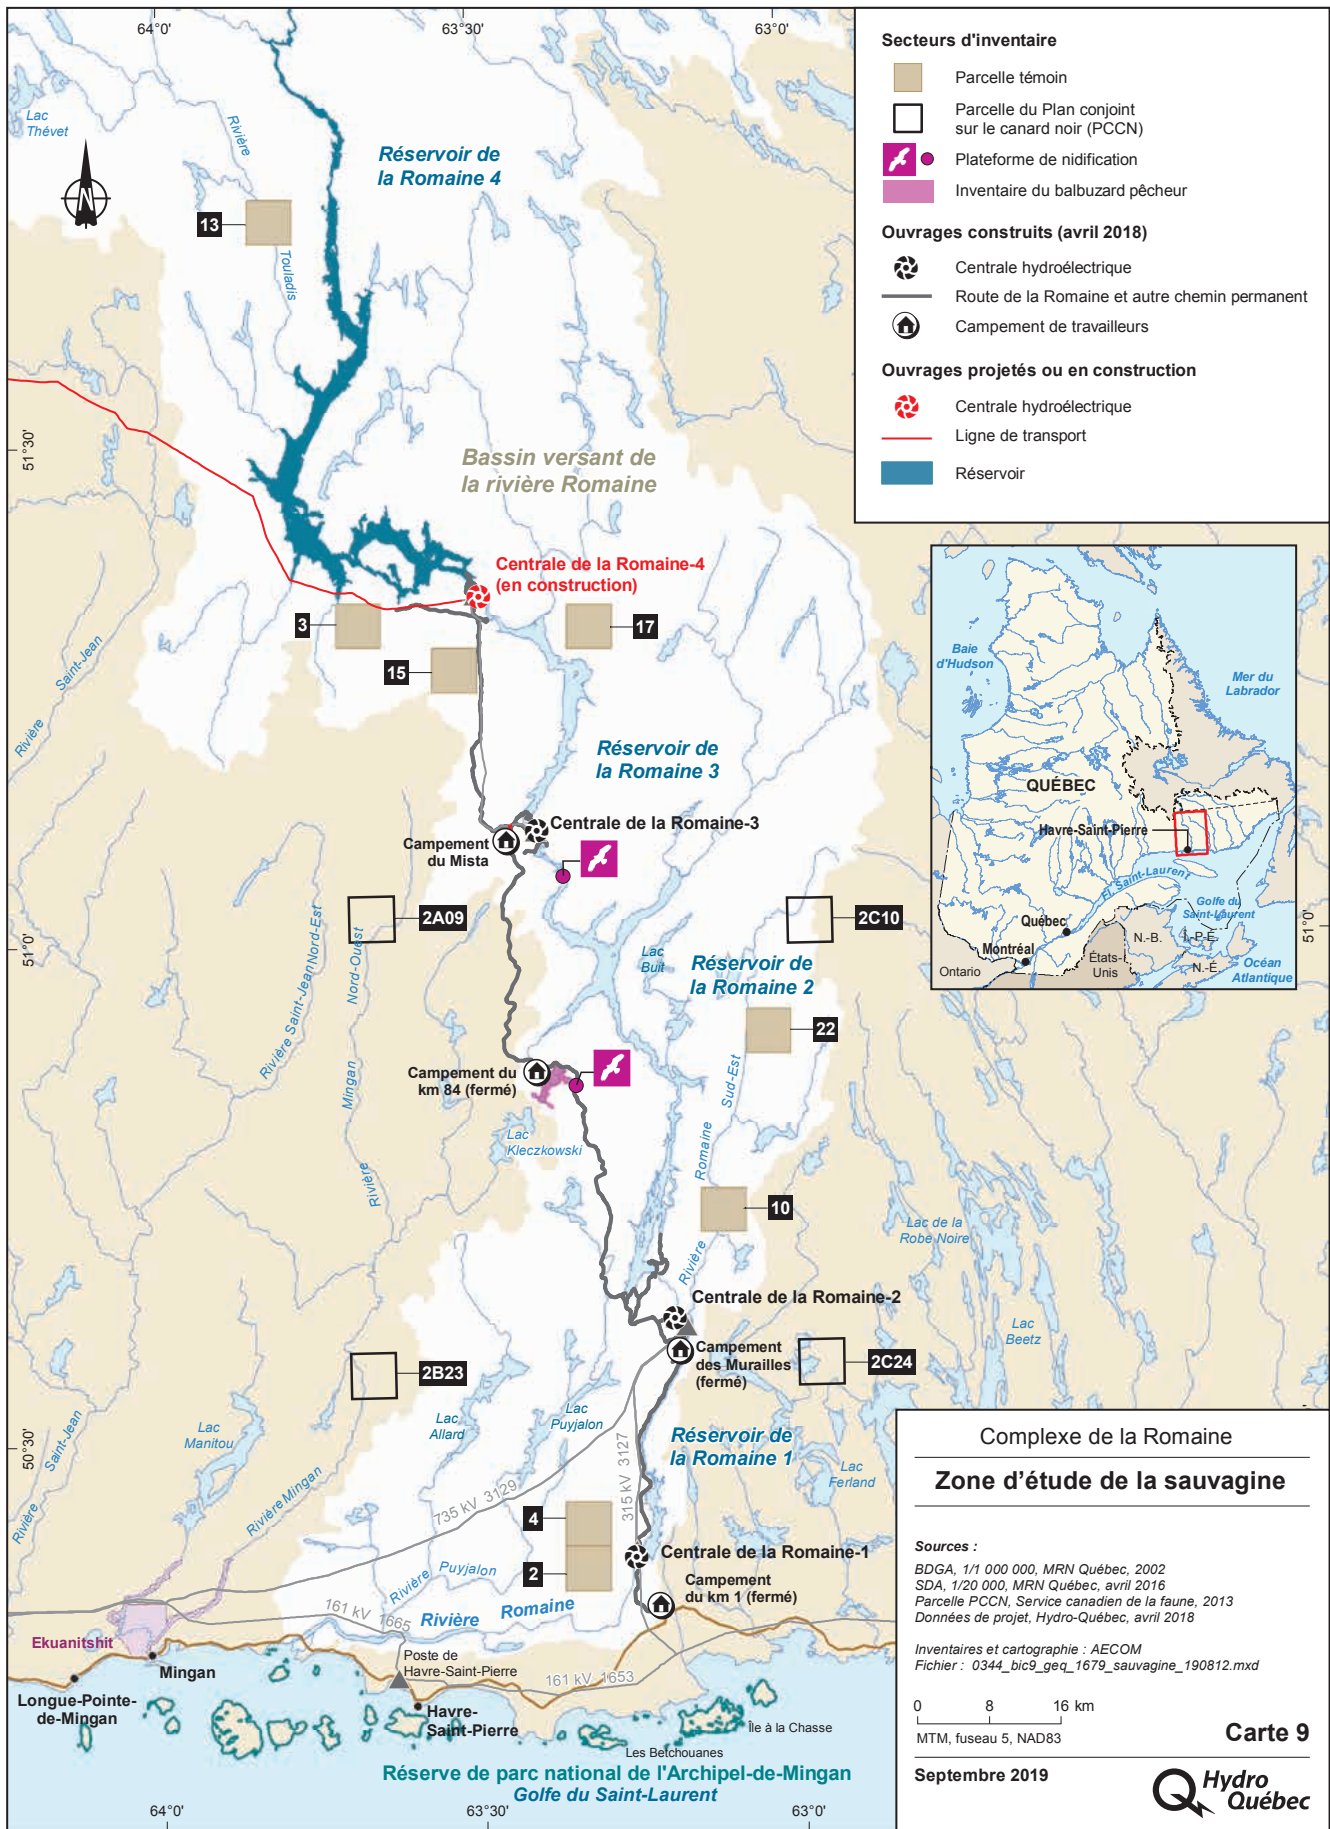 64°0'
63°30'
63°0'
Lac
Thévet
Rivière
Touladis
N
13
Réservoir de
la Romaine 4
51°30'
Bassin versant de
la rivière Romaine
Centrale de la Romaine-4
(en construction)
3
15
17
Rivière Saint-Jean
Réservoir de
la Romaine 3
Centrale de la Romaine-3
Campement
du Mista
2A09
2C10
51°0'
51°0'
Lac
Buit
Réservoir de
la Romaine 2
22
Rivière Saint-Jean Nord-Est
Rivière Mingan Nord-Ouest
Campement du
km 84 (fermé)
Lac
Kleczkowski
Rivière Romaine Sud-Est
10
Lac de la
Robe Noire
Centrale de la Romaine-2
Campement
des Murailles
(fermé)
Lac
Beetz
2B23
2C24
Lac
Manitou
Lac
Allard
Lac
Puyjalon
Réservoir de
la Romaine 1
Lac
Ferland
50°30'
Rivière Saint-Jean
Rivière Mingan
735 kV 3129
315 kV 3127
4
2
Centrale de la Romaine-1
Campement
du km 1 (fermé)
Rivière Puyjalon
161 kV 1665
Rivière Romaine
Ekuanitshit
Mingan
Longue-Pointe-
de-Mingan
Poste de
Havre-Saint-Pierre
161 kV 1653
Havre-
Saint-Pierre
Île à la Chasse
Les Betchouanes
Réserve de parc national de l'Archipel-de-Mingan
Golfe du Saint-Laurent
64°0'
63°30'
63°0'
Secteurs d'inventaire
Parcelle témoin
Parcelle du Plan conjoint
sur le canard noir (PCCN)
Plateforme de nidification
Inventaire du balbuzard pêcheur
Ouvrages construits (avril 2018)
Centrale hydroélectrique
Route de la Romaine et autre chemin permanent
Campement de travailleurs
Ouvrages projetés ou en construction
Centrale hydroélectrique
Ligne de transport
Réservoir
Baie
d'Hudson
Mer du
Labrador
QUÉBEC
Havre-Saint-Pierre
Fl. Saint-Laurent
Golfe du
Saint-Laurent
Québec
Montréal
Ontario
États-
Unis
N.-B.
Î.-P.-É.
N.-É.
Océan
Atlantique
Complexe de la Romaine
Zone d'étude de la sauvagine
Sources :
BDGA, 1/1 000 000, MRN Québec, 2002
SDA, 1/20 000, MRN Québec, avril 2016
Parcelle PCCN, Service canadien de la faune, 2013
Données de projet, Hydro-Québec, avril 2018
Inventaires et cartographie : AECOM
Fichier : 0344_bic9_geq_1679_sauvagine_190812.mxd
0 8 16 km
MTM, fuseau 5, NAD83
Carte 9
Septembre 2019
Hydro
Québec